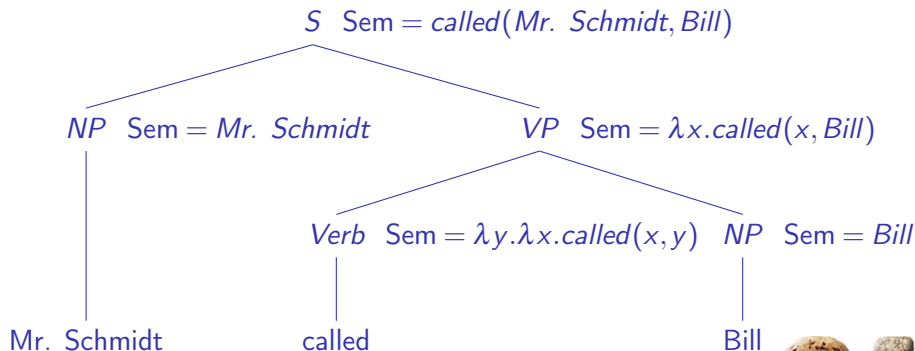 S Sem = called(Mr. Schmidt, Bill)
NP Sem = Mr. Schmidt VP Sem = λx.called(x, Bill)
Verb Sem = λy.λx.called(x, y) NP Sem = Bill
Mr. Schmidt called Bill